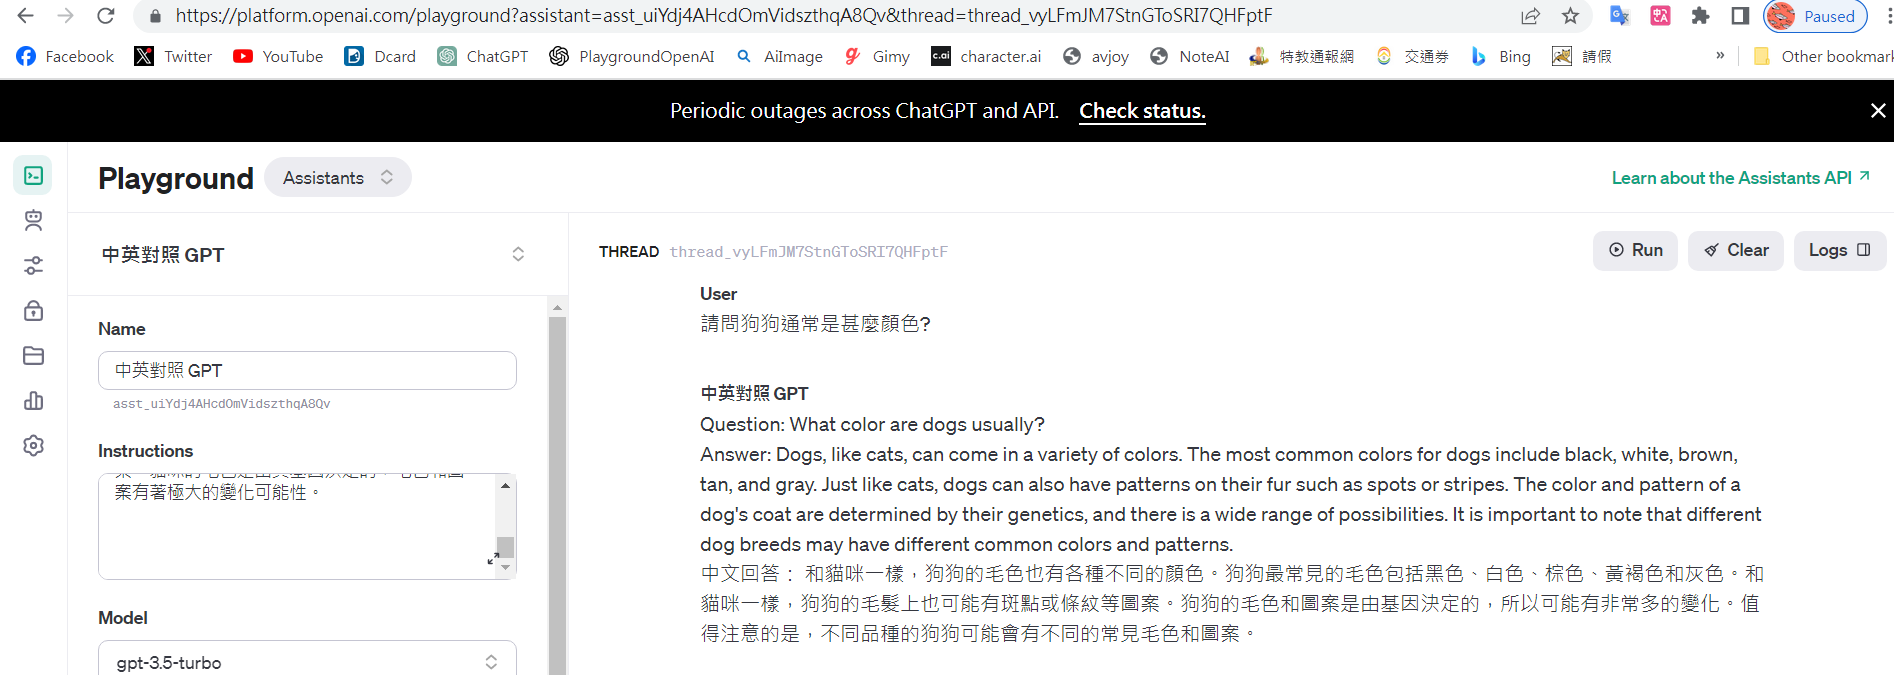 https://platform.openai.com/playground?assistant=asst_uiYdj4AHcdOmVidszthqA8Qv&thread=thread_vyLFmJM7StnGToSRI7QHFptF
Paused
Facebook Twitter YouTube Dcard ChatGPT PlaygroundOpenAI AiImage Gimy character.ai avjoy NoteAI 特教通報網 交通券 Bing 請假 » Other bookmark
Periodic outages across ChatGPT and API. Check status.
Playground Assistants Learn about the Assistants API
中英對照 GPT
THREAD thread_vyLFmJM7StnGToSRI7QHFptF Run Clear Logs
Name
中英對照 GPT
asst_uiYdj4AHcdOmVidszthqA8Qv
Instructions
案有著極大的變化可能性。
Model
gpt-3.5-turbo
User
請問狗狗通常是甚麼顏色?
中英對照 GPT
Question: What color are dogs usually?
Answer: Dogs, like cats, can come in a variety of colors. The most common colors for dogs include black, white, brown,
tan, and gray. Just like cats, dogs can also have patterns on their fur such as spots or stripes. The color and pattern of a
dog's coat are determined by their genetics, and there is a wide range of possibilities. It is important to note that different
dog breeds may have different common colors and patterns.
中文回答： 和貓咪一樣，狗狗的毛色也有各種不同的顏色。狗狗最常見的毛色包括黑色、白色、棕色、黃褐色和灰色。和
貓咪一樣，狗狗的毛髮上也可能有斑點或條紋等圖案。狗狗的毛色和圖案是由基因決定的，所以可能有非常多的變化。值
得注意的是，不同品種的狗狗可能會有不同的常見毛色和圖案。